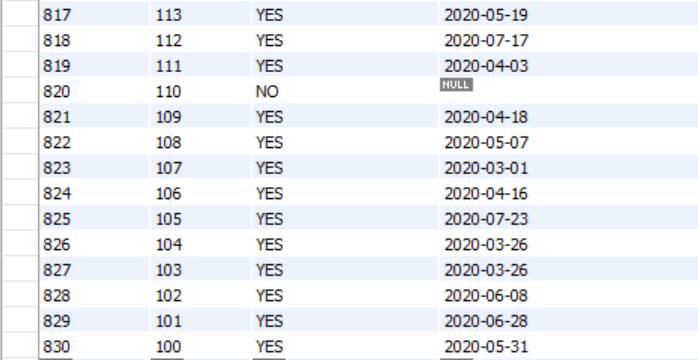 817 113 YES 2020-05-19
818 112 YES 2020-07-17
819 111 YES 2020-04-03
820 110 NO NULL
821 109 YES 2020-04-18
822 108 YES 2020-05-07
823 107 YES 2020-03-01
824 106 YES 2020-04-16
825 105 YES 2020-07-23
826 104 YES 2020-03-26
827 103 YES 2020-03-26
828 102 YES 2020-06-08
829 101 YES 2020-06-28
830 100 YES 2020-05-31